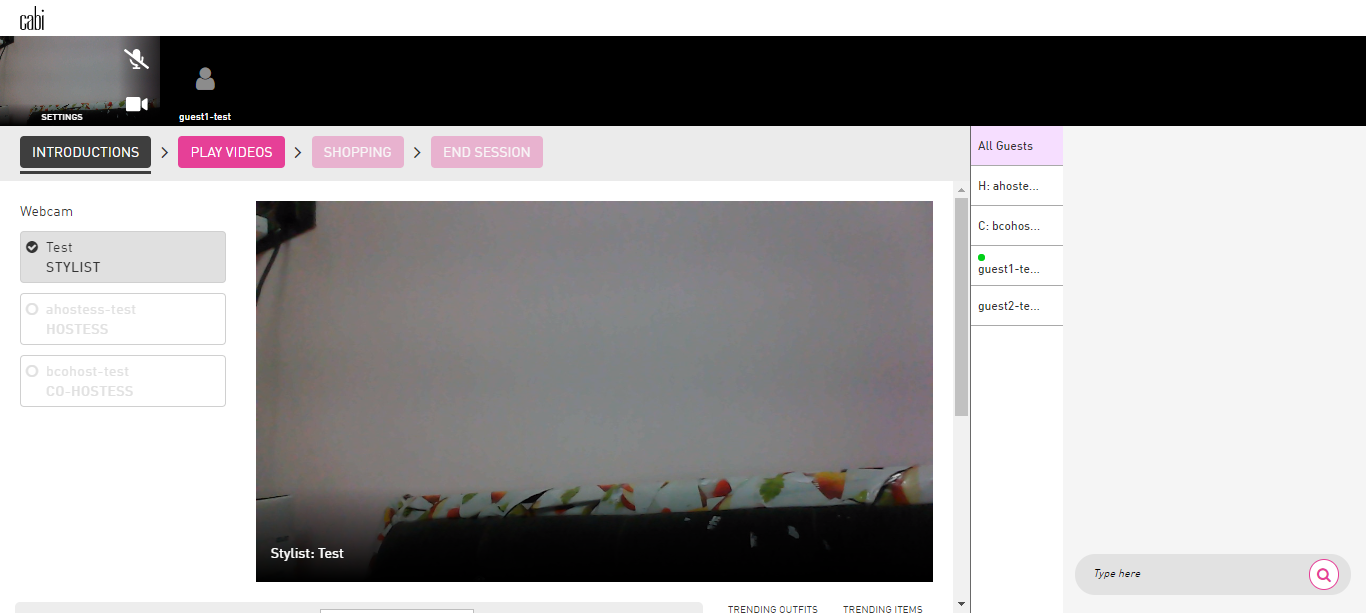 cabi
SETTINGS
guest1-test
INTRODUCTIONS
PLAY VIDEOS
SHOPPING
END SESSION
Webcam
Test
STYLIST
ahostess-test
HOSTESS
bcohost-test
CO-HOSTESS
Stylist: Test
TRENDING OUTFITS
TRENDING ITEMS
All Guests
H: ahoste...
C: bcohos...
guest1-te...
guest2-te...
Type here